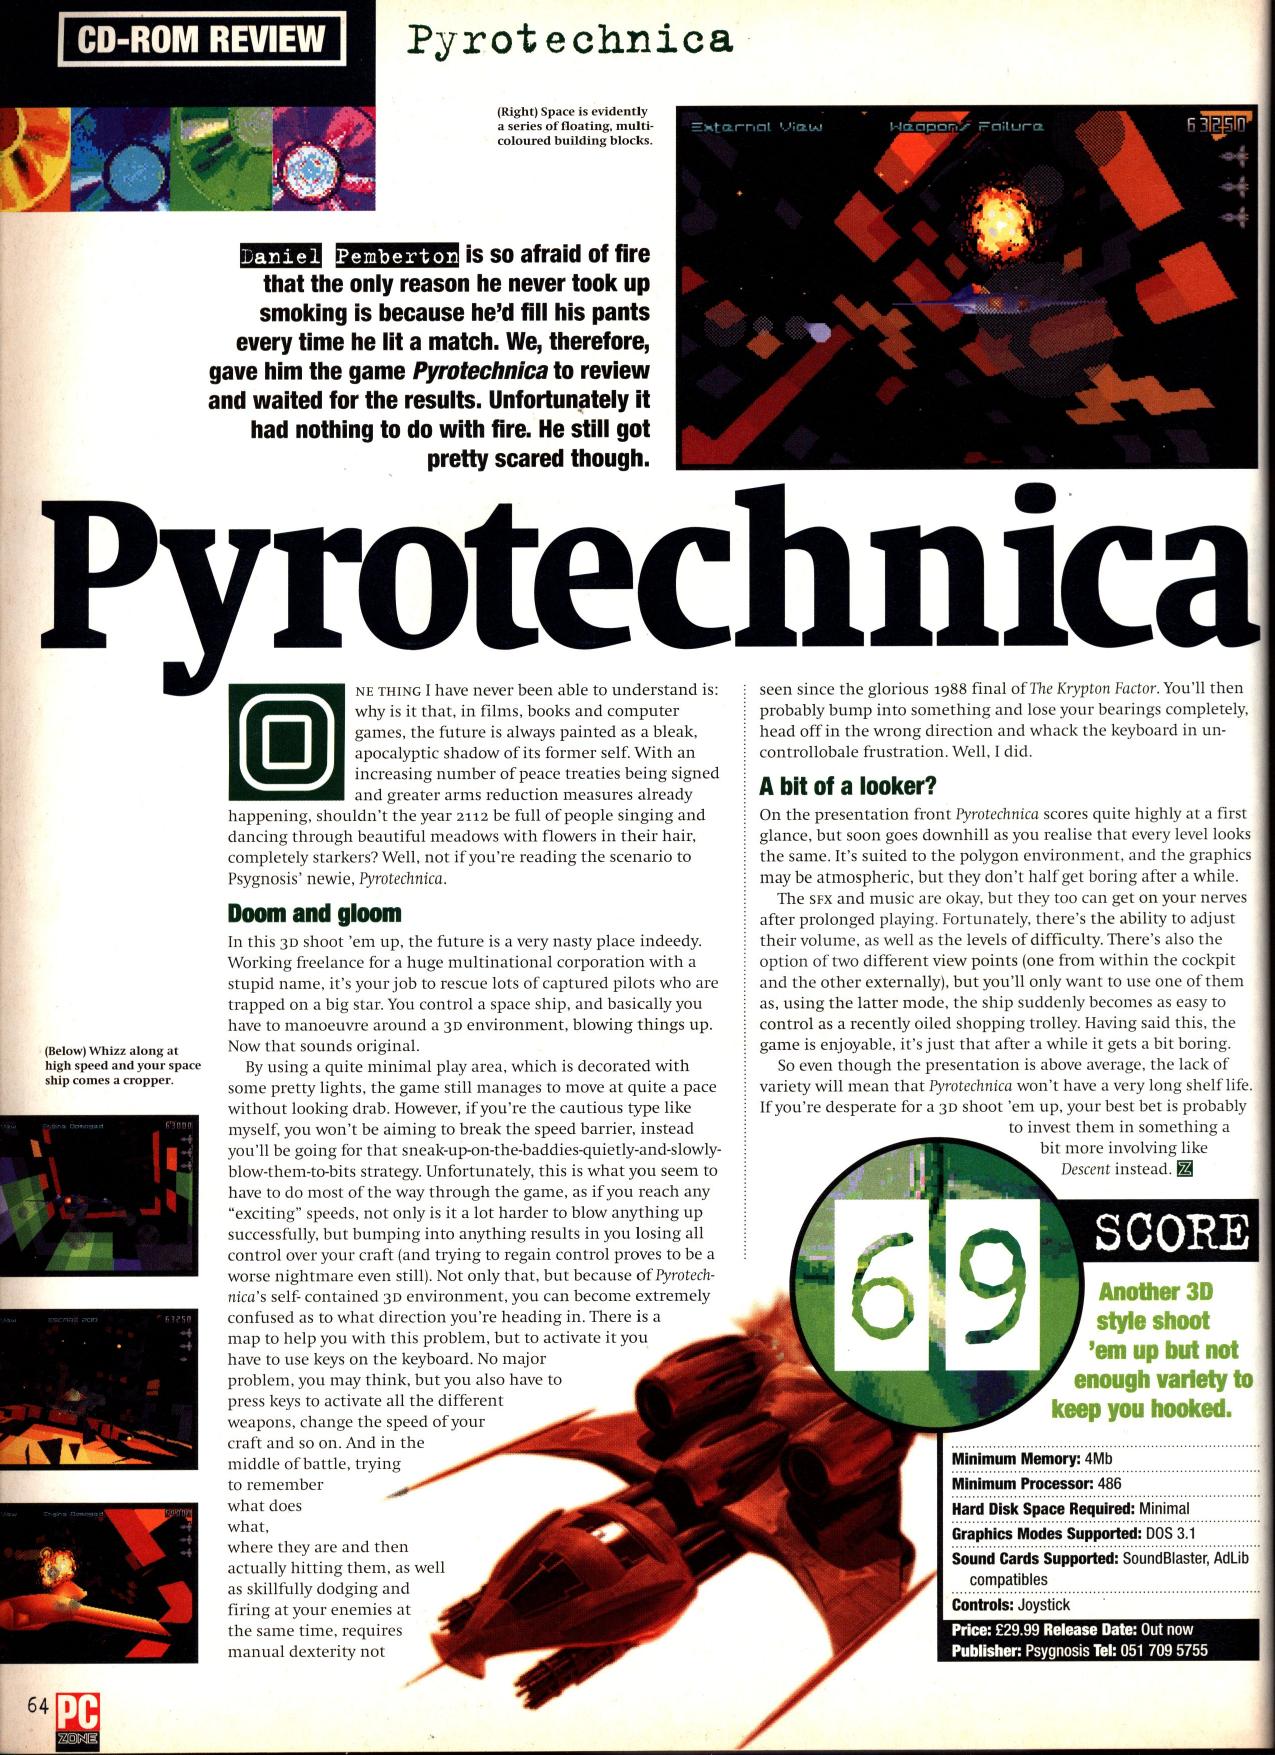 CD-ROM REVIEW
Pyrotechnica
(Right) Space is evidently
a series of floating, multi-
coloured building blocks.
External View
Weapons Failure
63250
Daniel Pemberton is so afraid of fire
that the only reason he never took up
smoking is because he'd fill his pants
every time he lit a match. We, therefore,
gave him the game Pyrotechnica to review
and waited for the results. Unfortunately it
had nothing to do with fire. He still got
pretty scared though.
Pyrotechnica
ONE THING I have never been able to understand is:
why is it that, in films, books and computer
games, the future is always painted as a bleak,
apocalyptic shadow of its former self. With an
increasing number of peace treaties being signed
and greater arms reduction measures already
happening, shouldn't the year 2112 be full of people singing and
dancing through beautiful meadows with flowers in their hair,
completely starkers? Well, not if you're reading the scenario to
Psygnosis' newie, Pyrotechnica.
Doom and gloom
In this 3D shoot 'em up, the future is a very nasty place indeedy.
Working freelance for a huge multinational corporation with a
stupid name, it's your job to rescue lots of captured pilots who are
trapped on a big star. You control a space ship, and basically you
have to manoeuvre around a 3D environment, blowing things up.
Now that sounds original.
By using a quite minimal play area, which is decorated with
some pretty lights, the game still manages to move at quite a pace
without looking drab. However, if you're the cautious type like
myself, you won't be aiming to break the speed barrier, instead
you'll be going for that sneak-up-on-the-baddies-quietly-and-slowly-
blow-them-to-bits strategy. Unfortunately, this is what you seem to
have to do most of the way through the game, as if you reach any
"exciting" speeds, not only is it a lot harder to blow anything up
successfully, but bumping into anything results in you losing all
control over your craft (and trying to regain control proves to be a
worse nightmare even still). Not only that, but because of Pyrotech-
nica's self- contained 3D environment, you can become extremely
confused as to what direction you're heading in. There is a
map to help you with this problem, but to activate it you
have to use keys on the keyboard. No major
problem, you may think, but you also have to
press keys to activate all the different
weapons, change the speed of your
craft and so on. And in the
middle of battle, trying
to remember
what does
what,
where they are and then
actually hitting them, as well
as skillfully dodging and
firing at your enemies at
the same time, requires
manual dexterity not
seen since the glorious 1988 final of The Krypton Factor. You'll then
probably bump into something and lose your bearings completely,
head off in the wrong direction and whack the keyboard in un-
controllobale frustration. Well, I did.
A bit of a looker?
On the presentation front Pyrotechnica scores quite highly at a first
glance, but soon goes downhill as you realise that every level looks
the same. It's suited to the polygon environment, and the graphics
may be atmospheric, but they don't half get boring after a while.
The SFX and music are okay, but they too can get on your nerves
after prolonged playing. Fortunately, there's the ability to adjust
their volume, as well as the levels of difficulty. There's also the
option of two different view points (one from within the cockpit
and the other externally), but you'll only want to use one of them
as, using the latter mode, the ship suddenly becomes as easy to
control as a recently oiled shopping trolley. Having said this, the
game is enjoyable, it's just that after a while it gets a bit boring.
So even though the presentation is above average, the lack of
variety will mean that Pyrotechnica won't have a very long shelf life.
If you're desperate for a 3D shoot 'em up, your best bet is probably
to invest them in something a
bit more involving like
Descent instead. Z
(Below) Whizz along at
high speed and your space
ship comes a cropper.
Engine Damaged
63000
63250
Engine Damaged
69
SCORE
Another 3D
style shoot
'em up but not
enough variety to
keep you hooked.
Minimum Memory: 4Mb
Minimum Processor: 486
Hard Disk Space Required: Minimal
Graphics Modes Supported: DOS 3.1
Sound Cards Supported: SoundBlaster, AdLib
compatibles
Controls: Joystick
Price: £29.99 Release Date: Out now
Publisher: Psygnosis Tel: 051 709 5755
64 PC
ZONE